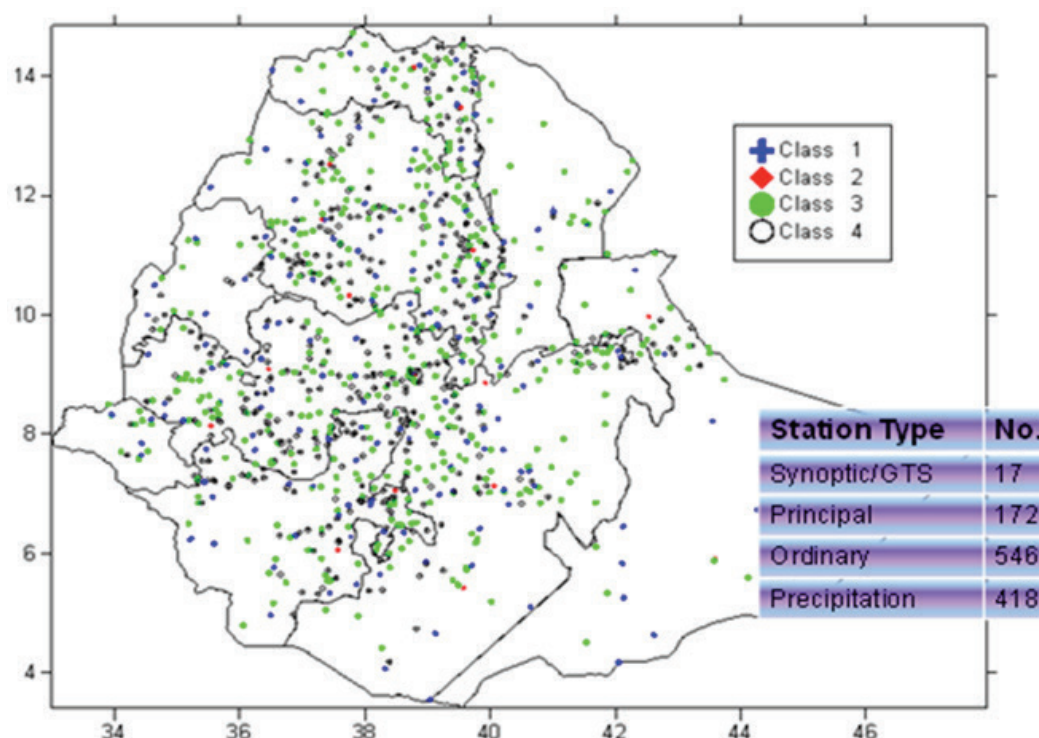 14
12
10
8
6
4
34 36 38 40 42 44 46
Class 1
Class 2
Class 3
Class 4
Station Type No.
Synoptic/GTS 17
Principal 172
Ordinary 546
Precipitation 418